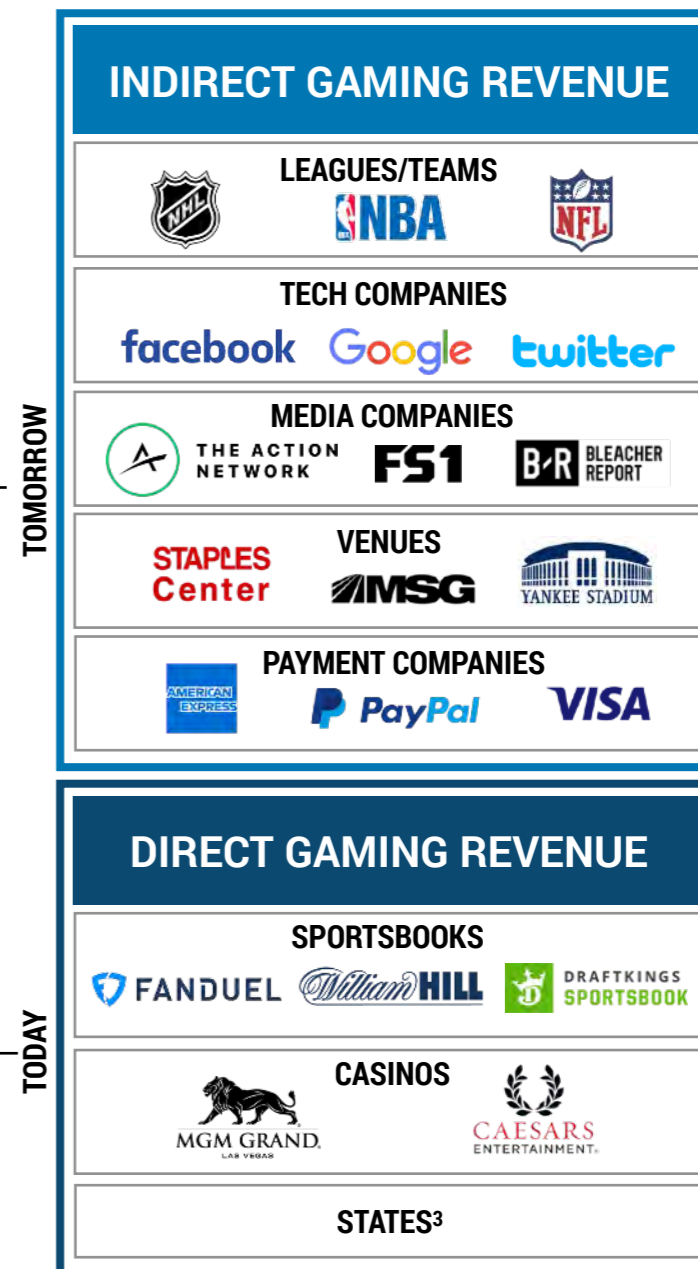 INDIRECT GAMING REVENUE
LEAGUES/TEAMS
NHL
NBA
NFL
TECH COMPANIES
facebook Google twitter
TOMORROW
MEDIA COMPANIES
THE ACTION
NETWORK
FS1
B/R BLEACHER
REPORT
VENUES
STAPLES
Center
MSG
YANKEE STADIUM
PAYMENT COMPANIES
AMERICAN
EXPRESS
PayPal
VISA
DIRECT GAMING REVENUE
SPORTSBOOKS
FANDUEL
William HILL
DRAFTKINGS
SPORTSBOOK
TODAY
CASINOS
MGM GRAND.
LAS VEGAS
CAESARS
ENTERTAINMENT.
STATES³